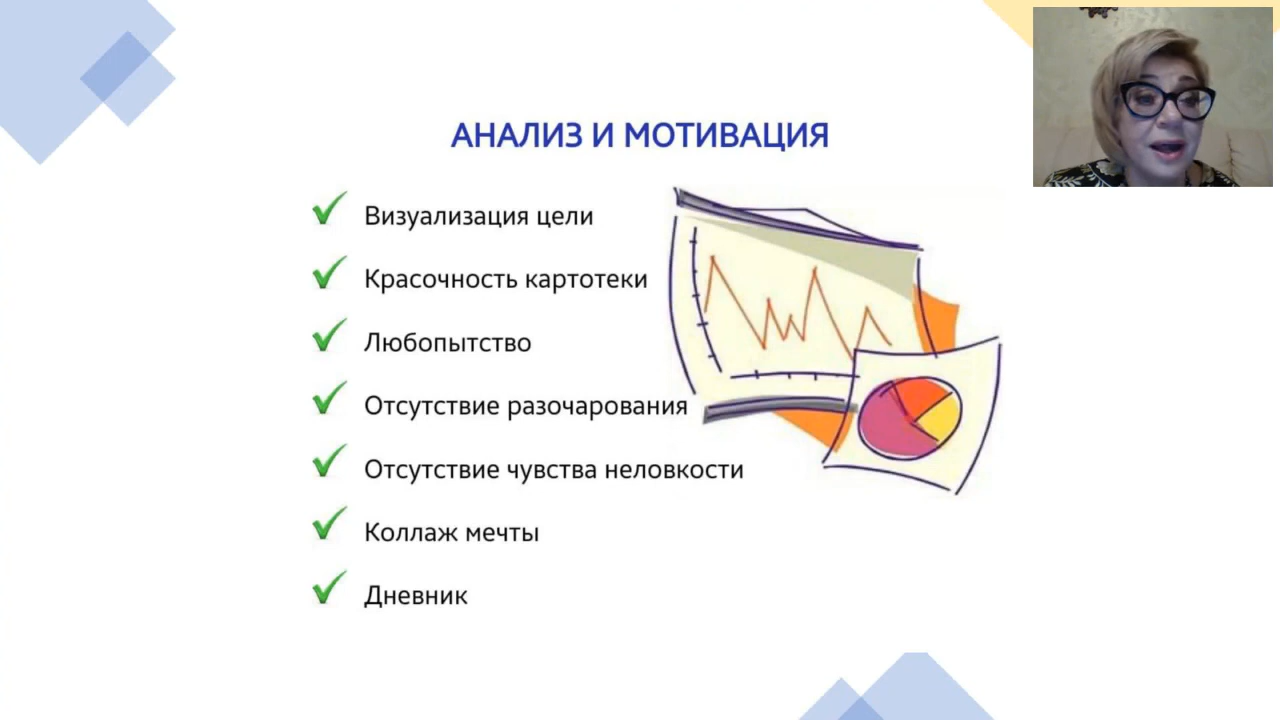 АНАЛИЗ И МОТИВАЦИЯ
Визуализация цели
Красочность картотеки
Любопытство
Отсутствие разочарования
Отсутствие чувства неловкости
Коллаж мечты
Дневник